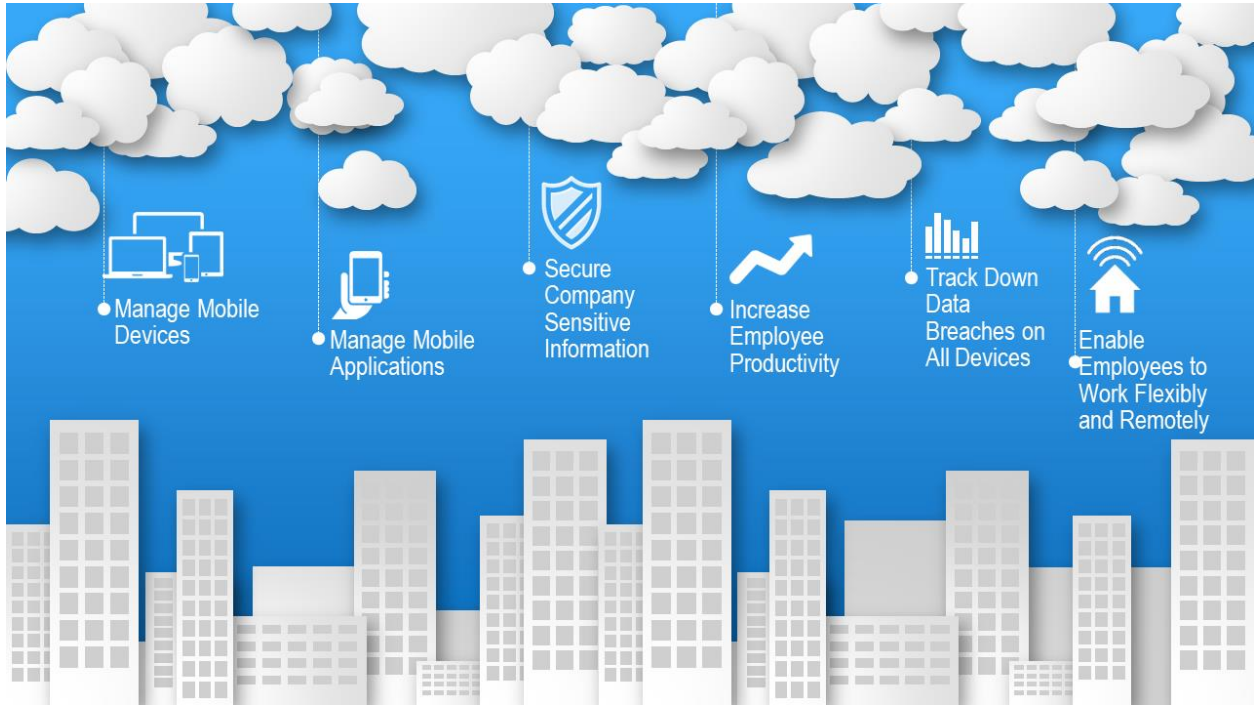 Manage Mobile
Devices
Manage Mobile
Applications
Secure
Company
Sensitive
Information
Increase
Employee
Productivity
Track Down
Data
Breaches on
All Devices
Enable
Employees to
Work Flexibly
and Remotely